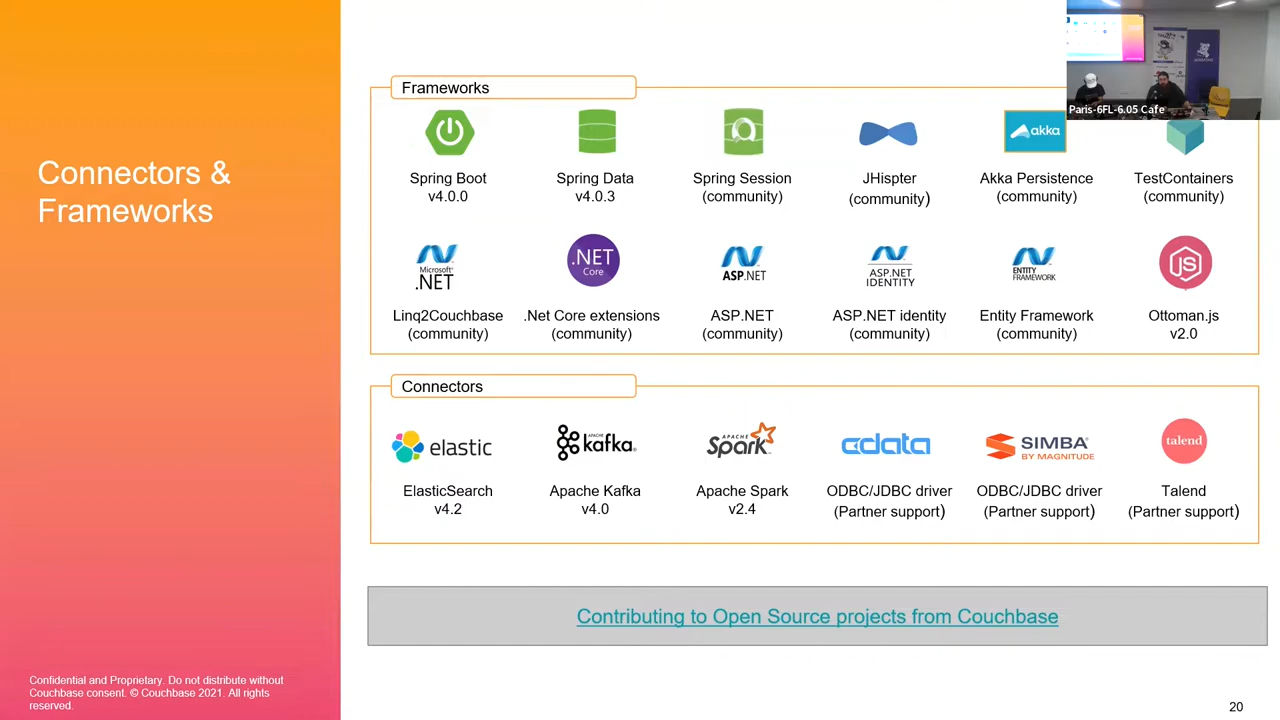 Connectors &
Frameworks
Frameworks
akka
Paris-6FL-6.05 Cafe
Spring Boot
v4.0.0
Spring Data
v4.0.3
Spring Session
(community)
JHispter
(community)
Akka Persistence
(community)
TestContainers
(community)
Microsoft
.NET
.NET
Core
ASP.NET
ASP.NET
IDENTITY
ENTITY
FRAMEWORK
JS
Linq2Couchbase
(community)
.Net Core extensions
(community)
ASP.NET
(community)
ASP.NET identity
(community)
Entity Framework
(community)
Ottoman.js
v2.0
Connectors
elastic
APACHE
kafka
APACHE
Spark
cdata
SIMBA
BY MAGNITUDE
talend
ElasticSearch
v4.2
Apache Kafka
v4.0
Apache Spark
v2.4
ODBC/JDBC driver
(Partner support)
ODBC/JDBC driver
(Partner support)
Talend
(Partner support)
Contributing to Open Source projects from Couchbase
Confidential and Proprietary. Do not distribute without
Couchbase consent. © Couchbase 2021. All rights
reserved.
20